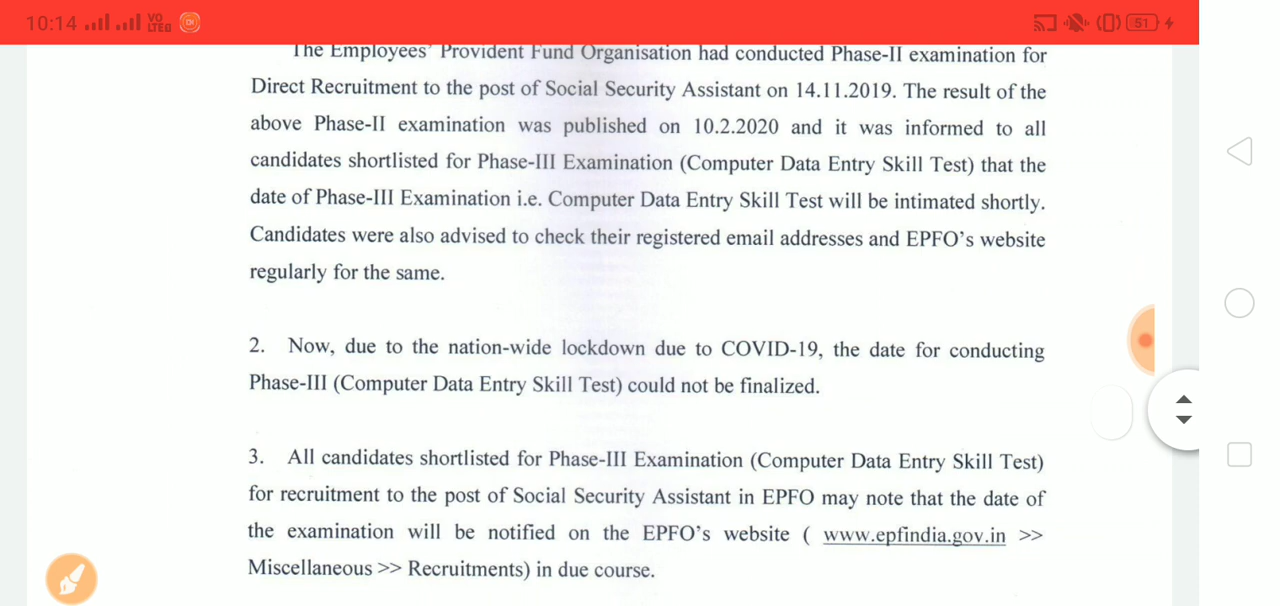 10:14 VO LTE 51
The Employees' Provident Fund Organisation had conducted Phase-II examination for
Direct Recruitment to the post of Social Security Assistant on 14.11.2019. The result of the
above Phase-II examination was published on 10.2.2020 and it was informed to all
candidates shortlisted for Phase-III Examination (Computer Data Entry Skill Test) that the
date of Phase-III Examination i.e. Computer Data Entry Skill Test will be intimated shortly.
Candidates were also advised to check their registered email addresses and EPFO's website
regularly for the same.
2. Now, due to the nation-wide lockdown due to COVID-19, the date for conducting
Phase-III (Computer Data Entry Skill Test) could not be finalized.
3. All candidates shortlisted for Phase-III Examination (Computer Data Entry Skill Test)
for recruitment to the post of Social Security Assistant in EPFO may note that the date of
the examination will be notified on the EPFO's website ( www.epfindia.gov.in >>
Miscellaneous >> Recruitments) in due course.